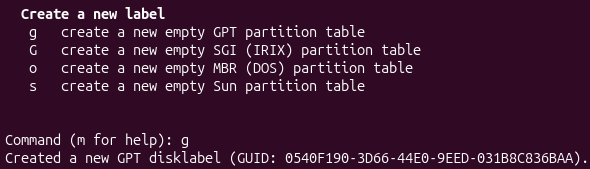 Create a new label
g   create a new empty GPT partition table
G   create a new empty SGI (IRIX) partition table
o   create a new empty MBR (DOS) partition table
s   create a new empty Sun partition table
Command (m for help): g
Created a new GPT disklabel (GUID: 0540F190-3D66-44E0-9EED-031B8C836BAA).